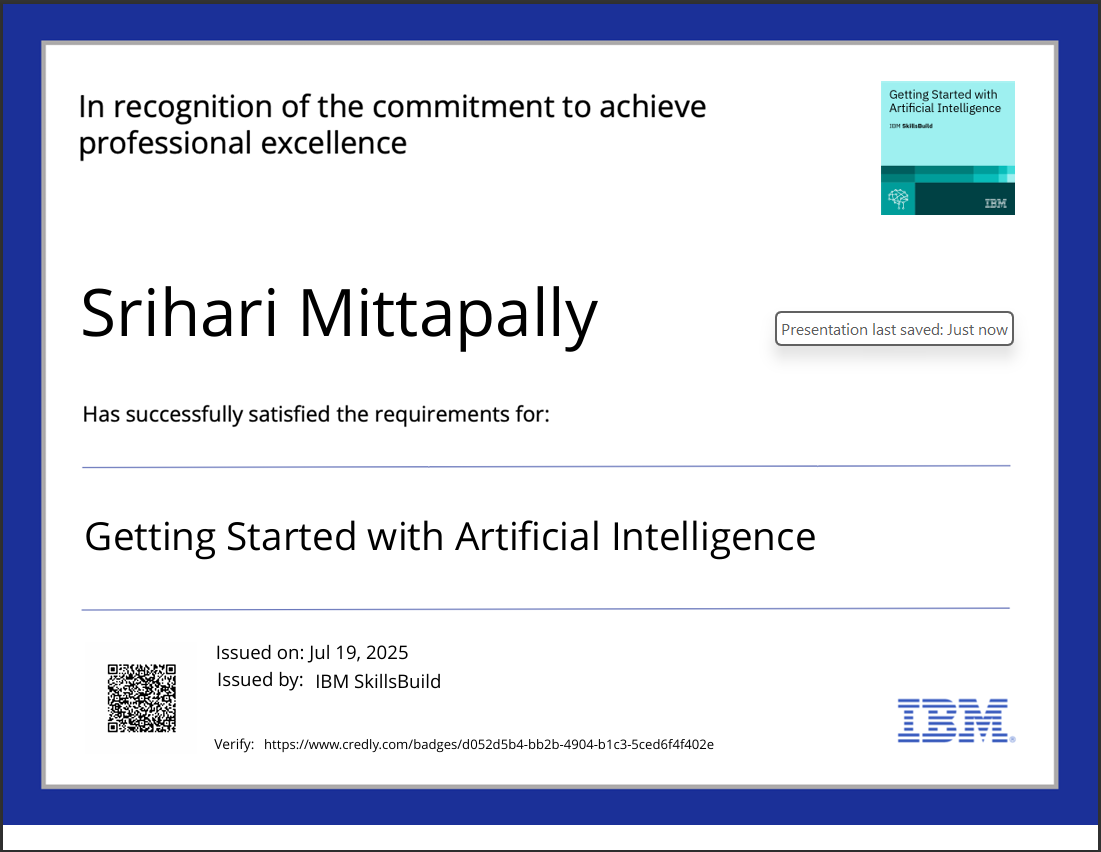 In recognition of the commitment to achieve
professional excellence
Getting Started with
Artificial Intelligence
IBM SkillsBuild
IBM
Srihari Mittapally
Presentation last saved: Just now
Has successfully satisfied the requirements for:
Getting Started with Artificial Intelligence
Issued on: Jul 19, 2025
Issued by: IBM SkillsBuild
Verify: https://www.credly.com/badges/d052d5b4-bb2b-4904-b1c3-5ced6f4f402e
IBM®